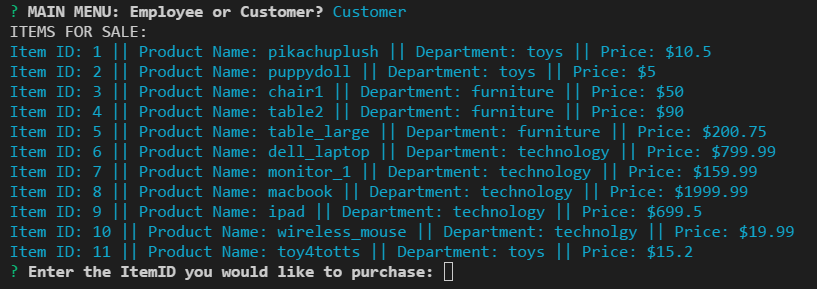 ? MAIN MENU: Employee or Customer? Customer
ITEMS FOR SALE:
Item ID: 1 || Product Name: pikachuplush || Department: toys || Price: $10.5
Item ID: 2 || Product Name: puppydoll || Department: toys || Price: $5
Item ID: 3 || Product Name: chair1 || Department: furniture || Price: $50
Item ID: 4 || Product Name: table2 || Department: furniture || Price: $90
Item ID: 5 || Product Name: table_large || Department: furniture || Price: $200.75
Item ID: 6 || Product Name: dell_laptop || Department: technology || Price: $799.99
Item ID: 7 || Product Name: monitor_1 || Department: technology || Price: $159.99
Item ID: 8 || Product Name: macbook || Department: technology || Price: $1999.99
Item ID: 9 || Product Name: ipad || Department: technology || Price: $699.5
Item ID: 10 || Product Name: wireless_mouse || Department: technolgy || Price: $19.99
Item ID: 11 || Product Name: toy4totts || Department: toys || Price: $15.2
? Enter the ItemID you would like to purchase: